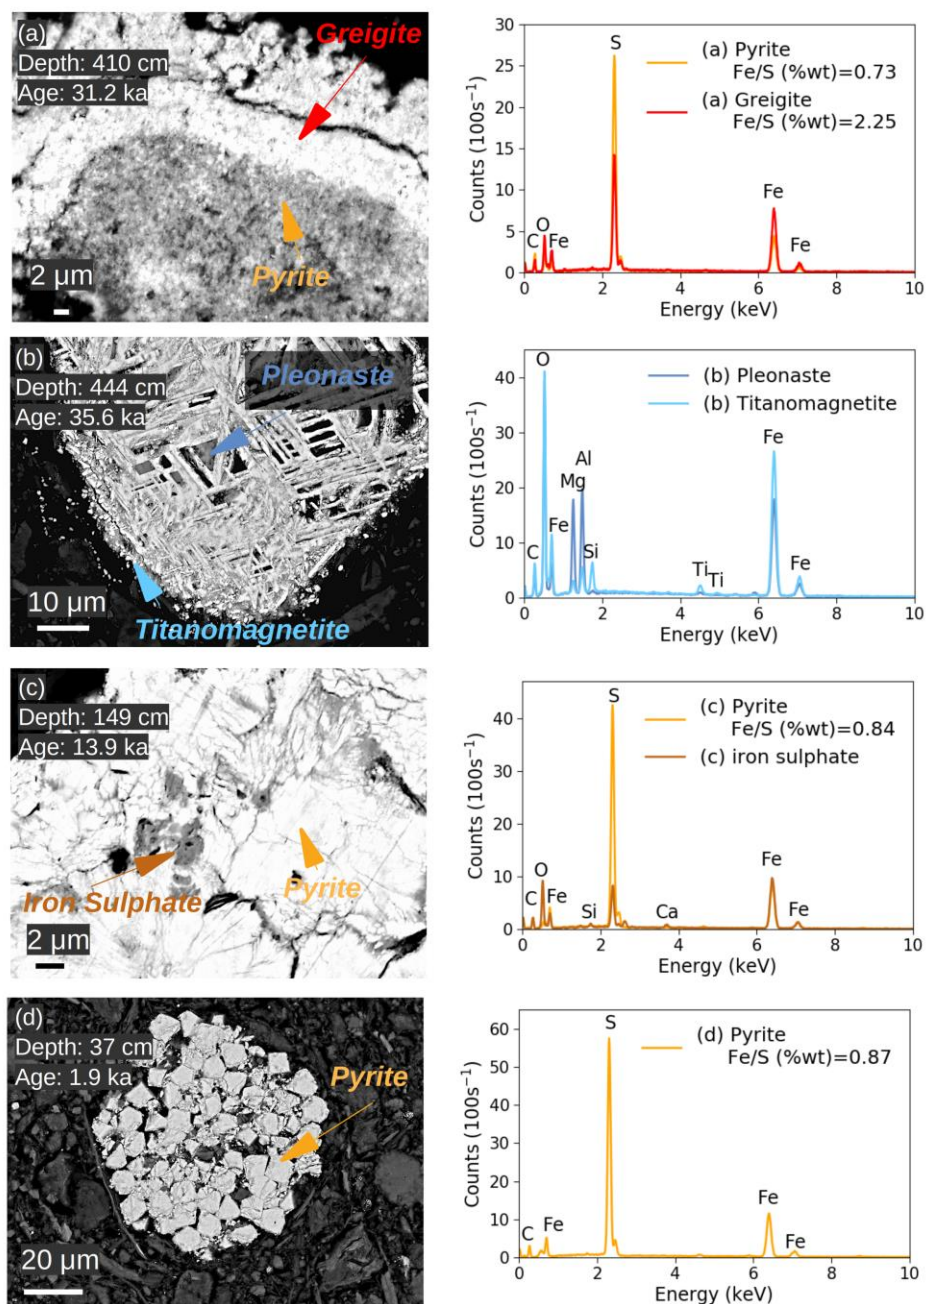 (a)
Depth: 410 cm
Age: 31.2 ka
Greigite
Pyrite
2 µm
Counts (100s⁻¹)
30
25
20
15
10
5
0
S
C
O
Fe
Fe
Fe
(a) Pyrite
Fe/S (%wt)=0.73
(a) Greigite
Fe/S (%wt)=2.25
0 2 4 6 8 10
Energy (keV)
(b)
Depth: 444 cm
Age: 35.6 ka
Pleonaste
Titanomagnetite
10 µm
Counts (100s⁻¹)
40
30
20
10
0
O
Al
Mg
Fe
C
Si
Ti
Ti
Fe
Fe
(b) Pleonaste
(b) Titanomagnetite
0 2 4 6 8 10
Energy (keV)
(c)
Depth: 149 cm
Age: 13.9 ka
Iron Sulphate
Pyrite
2 µm
Counts (100s⁻¹)
40
30
20
10
0
S
O
C
Fe
Si
Ca
Fe
Fe
(c) Pyrite
Fe/S (%wt)=0.84
(c) iron sulphate
0 2 4 6 8 10
Energy (keV)
(d)
Depth: 37 cm
Age: 1.9 ka
Pyrite
20 µm
Counts (100s⁻¹)
60
50
40
30
20
10
0
S
C
Fe
Fe
Fe
(d) Pyrite
Fe/S (%wt)=0.87
0 2 4 6 8 10
Energy (keV)